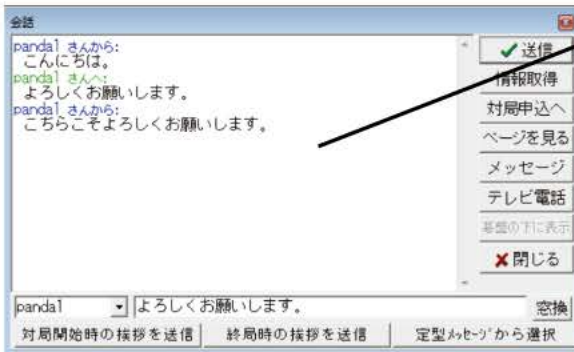 会話
panda1 さんから:
こんにちは。
panda1 さんへ:
よろしくお願いします。
panda1 さんから:
こちらこそよろしくお願いします。
送信
情報取得
対局申込へ
ページを見る
メッセージ
テレビ電話
碁盤の下に表示
閉じる
panda1 よろしくお願いします。 窓換
対局開始時の挨拶を送信 終局時の挨拶を送信 定型メッセージから選択